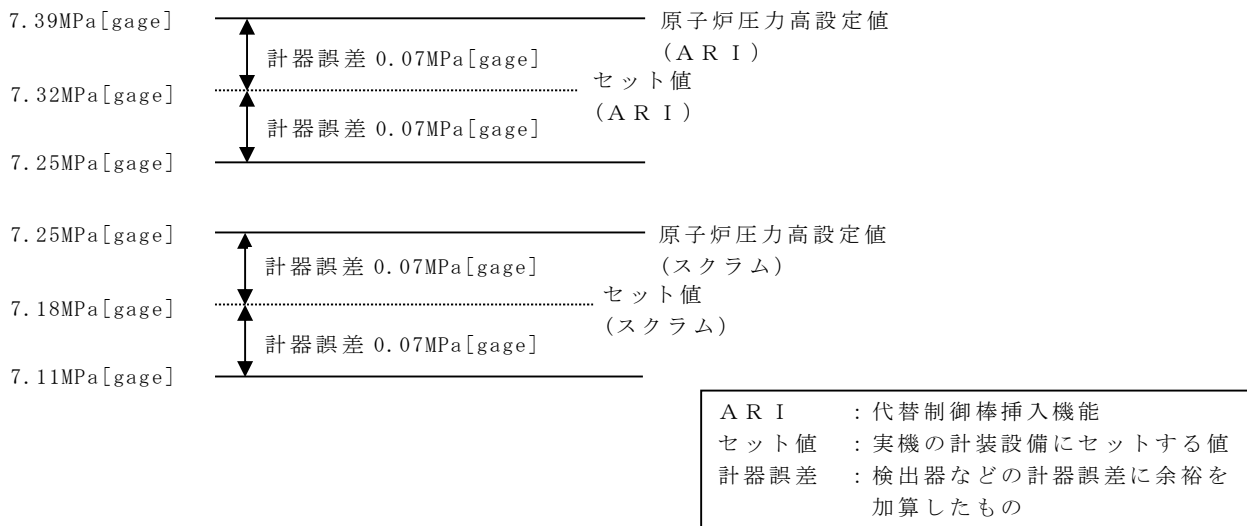 7.39MPa[gage]
原子炉圧力高設定値
(ＡＲＩ)
計器誤差 0.07MPa[gage]
セット値
(ＡＲＩ)
7.32MPa[gage]
計器誤差 0.07MPa[gage]
7.25MPa[gage]
7.25MPa[gage]
原子炉圧力高設定値
(スクラム)
計器誤差 0.07MPa[gage]
セット値
(スクラム)
7.18MPa[gage]
計器誤差 0.07MPa[gage]
7.11MPa[gage]
ＡＲＩ ：代替制御棒挿入機能
セット値 ：実機の計装設備にセットする値
計器誤差 ：検出器などの計器誤差に余裕を
加算したもの